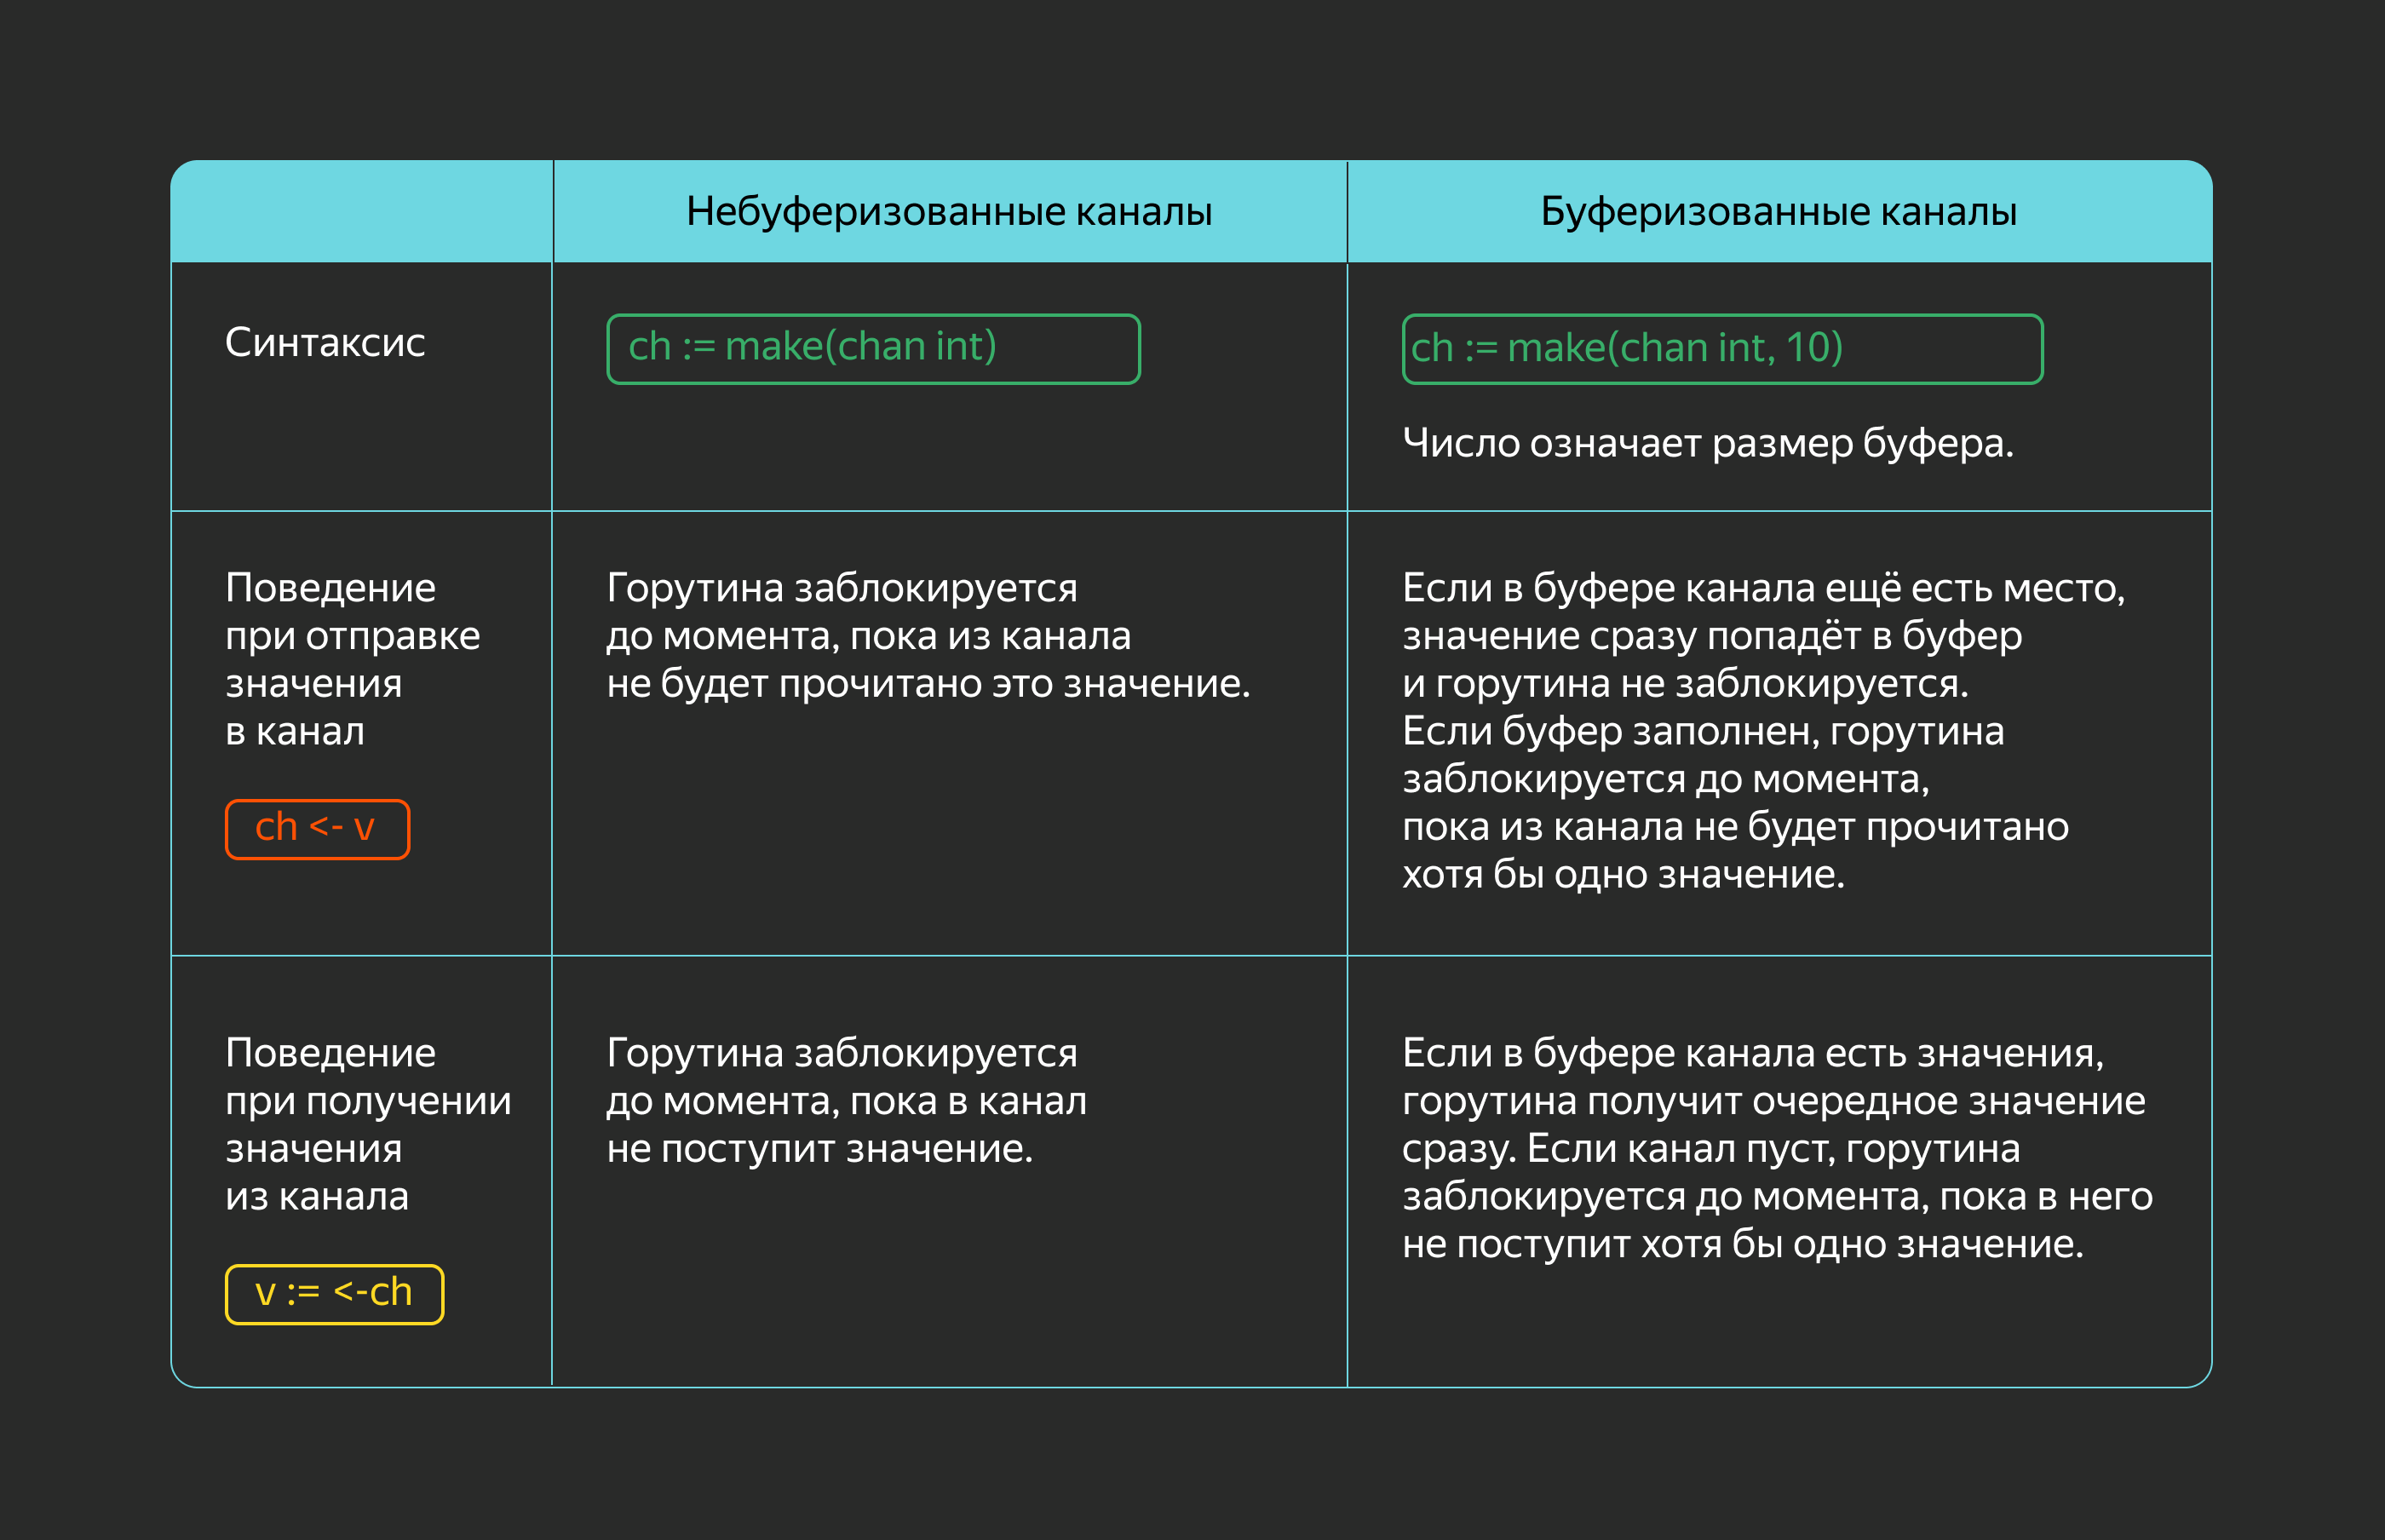 Небуферизованные каналы
Буферизованные каналы
Синтаксис
ch := make(chan int)
ch := make(chan int, 10)
Число означает размер буфера.
Поведение
при отправке
значения
в канал
ch <- v
Горутина заблокируется
до момента, пока из канала
не будет прочитано это значение.
Если в буфере канала ещё есть место,
значение сразу попадёт в буфер
и горутина не заблокируется.
Если буфер заполнен, горутина
заблокируется до момента,
пока из канала не будет прочитано
хотя бы одно значение.
Поведение
при получении
значения
из канала
v := <-ch
Горутина заблокируется
до момента, пока в канал
не поступит значение.
Если в буфере канала есть значения,
горутина получит очередное значение
сразу. Если канал пуст, горутина
заблокируется до момента, пока в него
не поступит хотя бы одно значение.